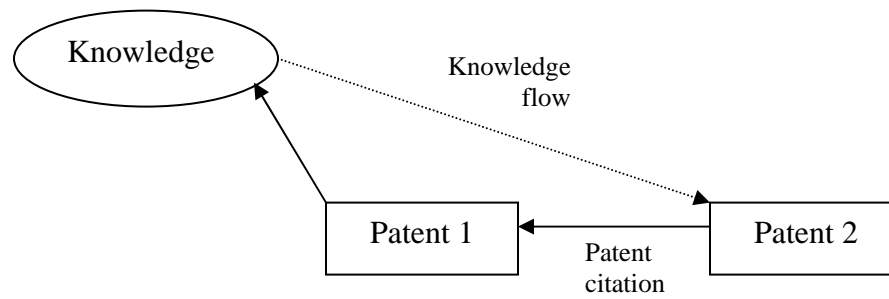 Knowledge
Knowledge
flow
Patent 1
Patent 2
Patent
citation